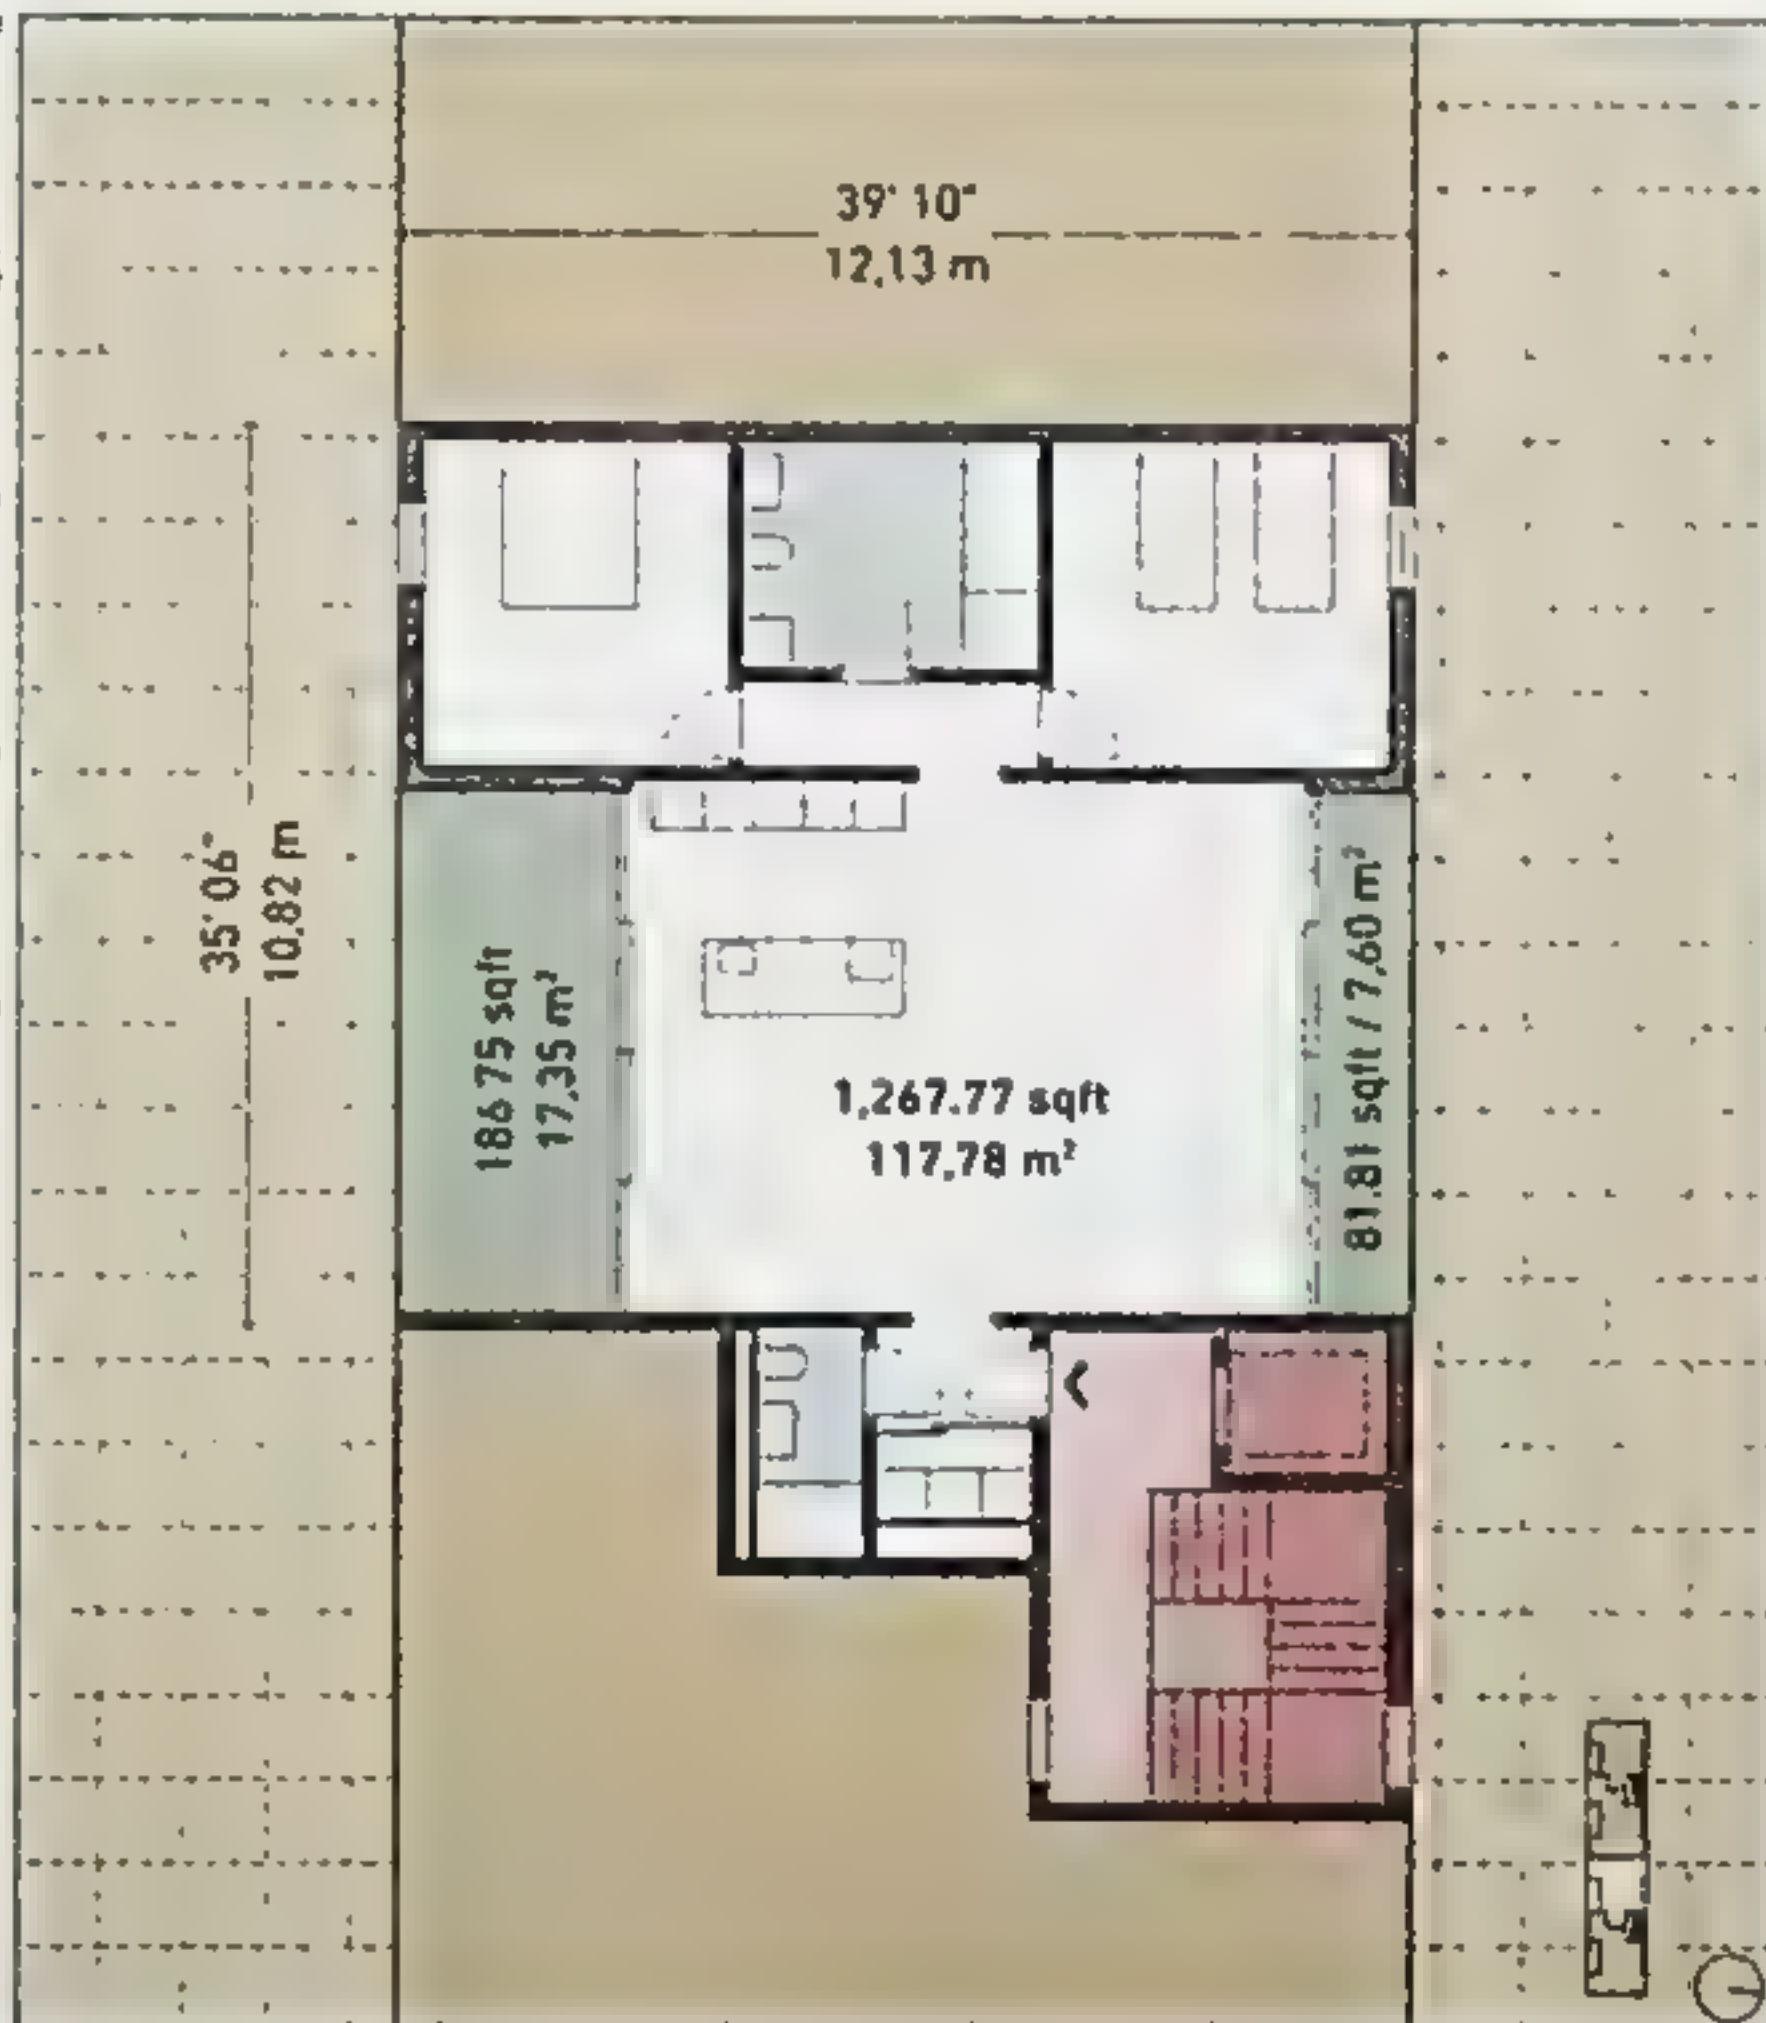 39' 10"
12,13 m
35' 06"
10,82 m
186 75 sqft
17,35 m²
1,267.77 sqft
117,78 m²
81.81 sqft / 7,60 m²